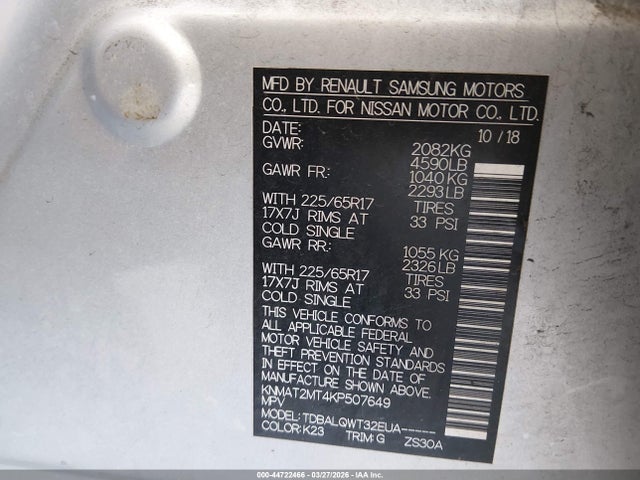 MFD BY RENAULT SAMSUNG MOTORS
CO., LTD. FOR NISSAN MOTOR CO., LTD.
DATE: 10 / 18
GVWR: 2082KG
4590LB
GAWR FR.: 1040 KG
2293 LB
WITH 225/65R17 TIRES
17X7J RIMS AT 33 PSI
COLD SINGLE
GAWR RR.: 1055 KG
2326 LB
WITH 225/65R17 TIRES
17X7J RIMS AT 33 PSI
COLD SINGLE
THIS VEHICLE CONFORMS TO
ALL APPLICABLE FEDERAL
MOTOR VEHICLE SAFETY AND
THEFT PREVENTION STANDARDS
IN EFFECT ON THE DATE OF
MANUFACTURE SHOWN ABOVE.
KNMAT2MT4KP507649
MPV
MODEL:TDBALQWT32EUA-----
COLOR:K23 TRIM:G ZS30A
000-44722466 - 03/27/2026 - IAA Inc.